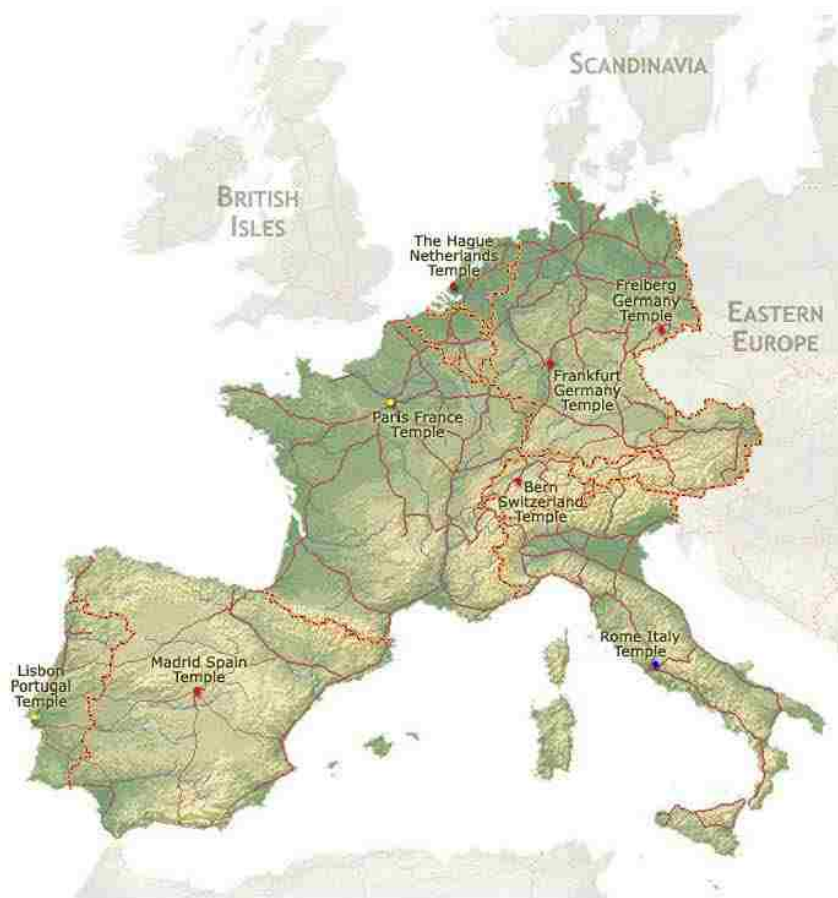 SCANDINAVIA
BRITISH
ISLES
The Hague
Netherlands
Temple
Freiberg
Germany
Temple
EASTERN
EUROPE
Frankfurt
Germany
Temple
Paris France
Temple
Bern
Switzerland
Temple
Rome Italy
Temple
Madrid Spain
Temple
Lisbon
Portugal
Temple